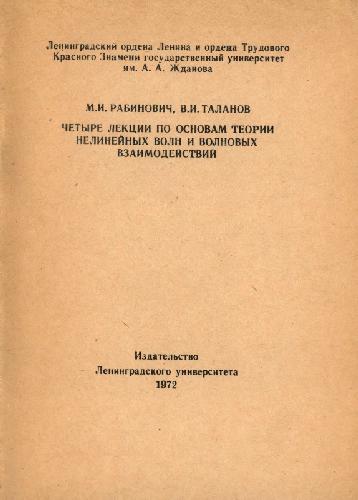 Ленинградский ордена Ленина и ордена Трудового
Красного Знамени государственный университет
им. А. А. Жданова
М.И. РАБИНОВИЧ, В.И. ТАЛАНОВ
ЧЕТЫРЕ ЛЕКЦИИ ПО ОСНОВАМ ТЕОРИИ
НЕЛИНЕЙНЫХ ВОЛН И ВОЛНОВЫХ
ВЗАИМОДЕЙСТВИЙ
Издательство
Ленинградского университета
1972